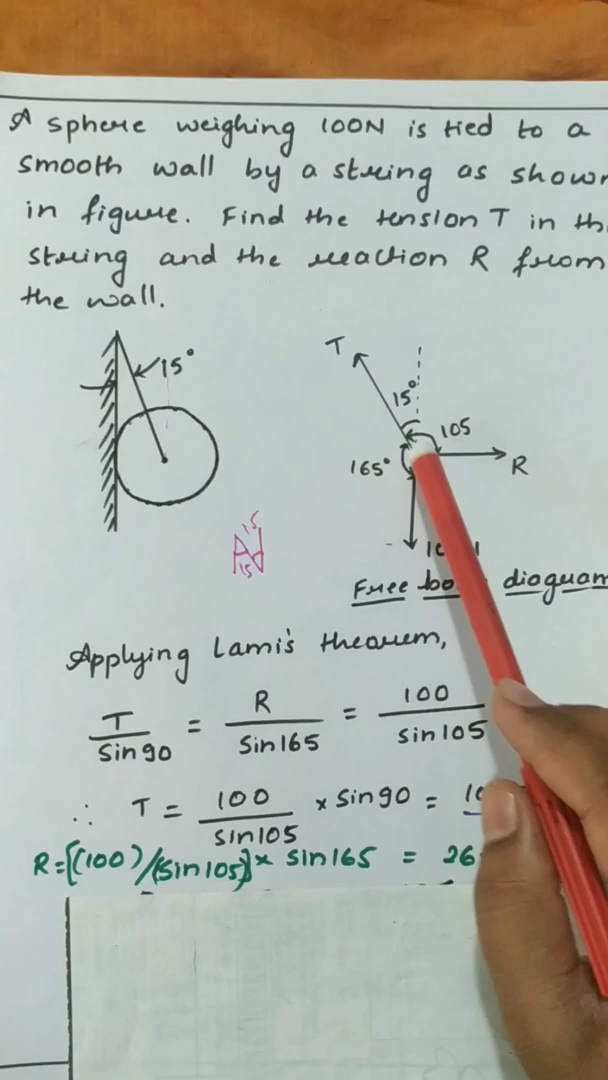 A sphere weighing 100N is tied to a
smooth wall by a string as shown
in figure. Find the tension T in the
string and the reaction R from
the wall.
15°
T
15°
105
165°
R
15
15
Free diagram
Applying Lami's theorem,
T/sin90 = R/sin165 = 100/sin105
∴ T = 100/sin105 × sin90 =
R=[(100)/(sin105)]× sin165 = 26